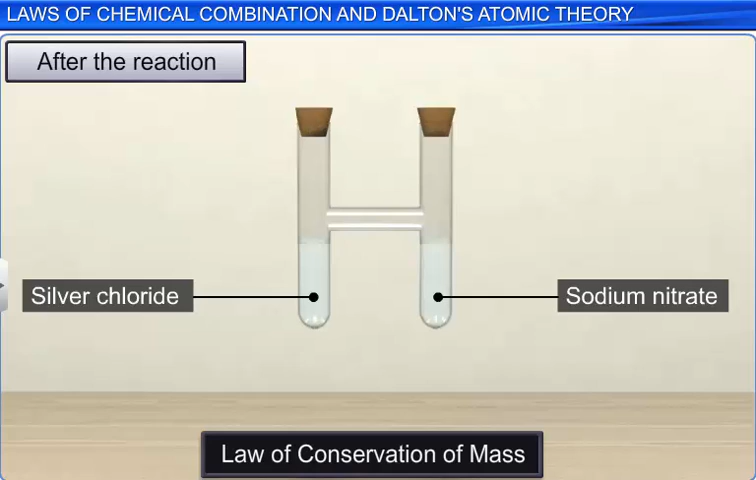 LAWS OF CHEMICAL COMBINATION AND DALTON'S ATOMIC THEORY
After the reaction
Silver chloride
Sodium nitrate
Law of Conservation of Mass